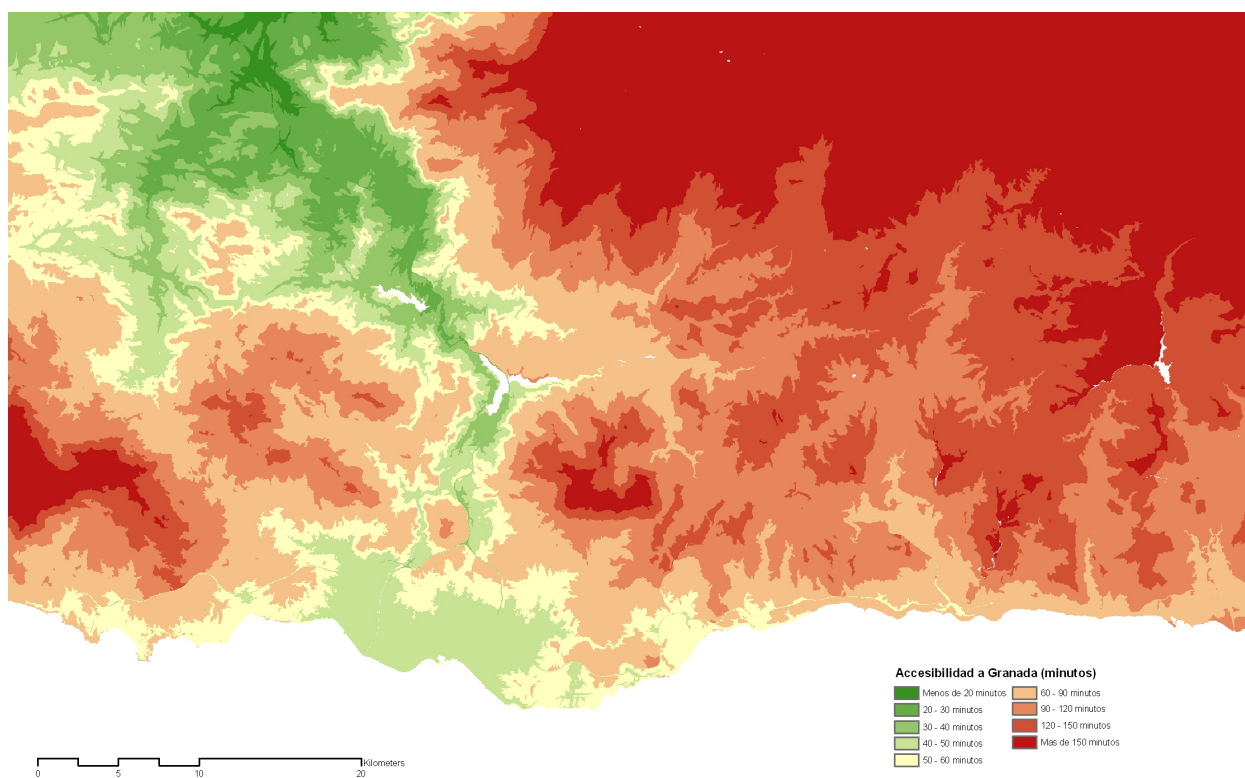 Accesibilidad a Granada (minutos)
Menos de 20 minutos
20 - 30 minutos
30 - 40 minutos
40 - 50 minutos
50 - 60 minutos
60 - 90 minutos
90 - 120 minutos
120 - 150 minutos
Mas de 150 minutos
Kilometers
0 5 10 20